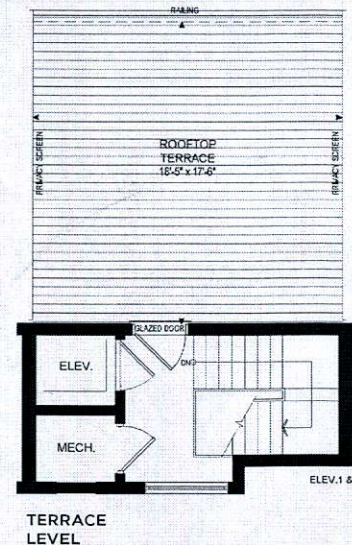 RAILING
PRIVACY SCREEN
ROOFTOP
TERRACE
18'-5" x 17'-6"
PRIVACY SCREEN
GLAZED DOOR
ELEV.
DN
MECH.
ELEV.1 &
TERRACE
LEVEL